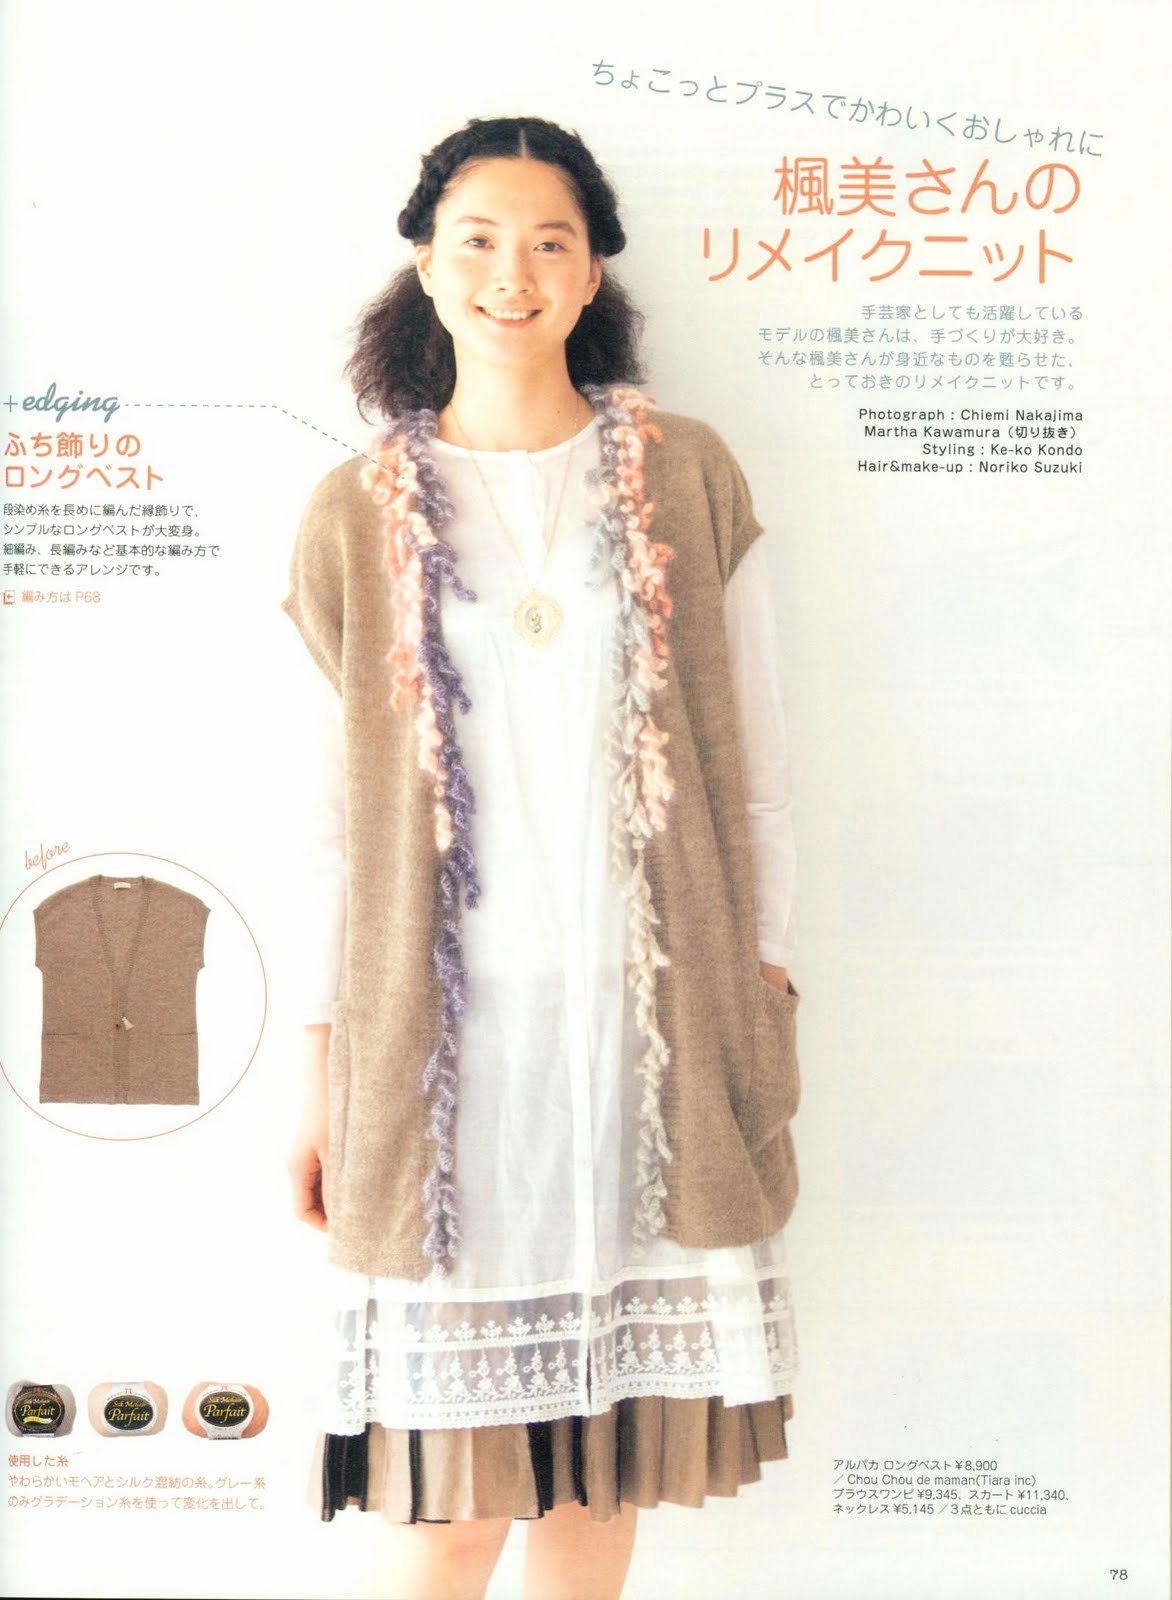 ちょこっとプラスでかわいくおしゃれに
楓美さんの
リメイクニット
手芸家としても活躍している
モデルの楓美さんは、手づくりが大好き。
そんな楓美さんが身近なものを甦らせた、
とっておきのリメイクニットです。
Photograph : Chiemi Nakajima
Martha Kawamura（切り抜き）
Styling : Ke-ko Kondo
Hair&make-up : Noriko Suzuki
+edging
ふち飾りの
ロングベスト
段染め糸を長めに編んだ縁飾りで、
シンプルなロングベストが大変身。
細編み、長編みなど基本的な編み方で
手軽にできるアレンジです。
編み方は P68
before
Silk Mohair
Parfait
Silk Mohair
Parfait
Silk Mohair
Parfait
使用した糸
やわらかいモヘアとシルク混紡の糸。グレー系
のみグラデーション糸を使って変化を出して。
アルパカ ロングベスト¥8,900
／Chou Chou de maman(Tiara inc)
ブラウスワンピ¥9,345、スカート¥11,340、
ネックレス¥5,145／3点ともにcuccia
78